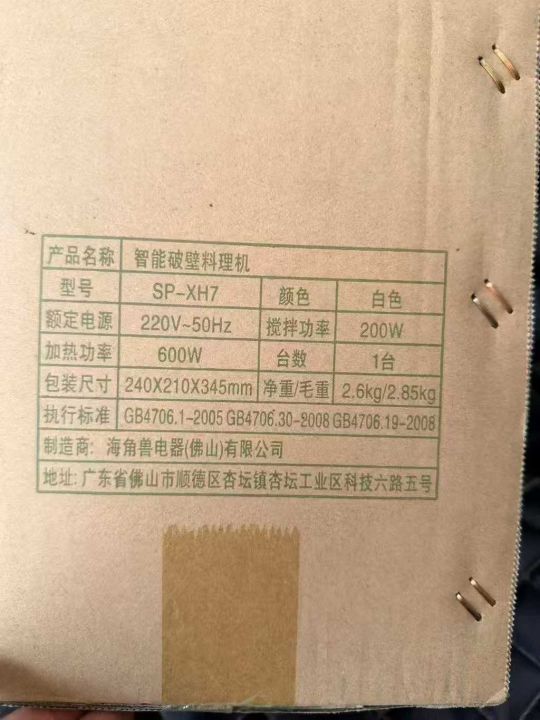 产品名称 智能破壁料理机
型号 SP-XH7 颜色 白色
额定电源 220V~50Hz 搅拌功率 200W
加热功率 600W 台数 1台
包装尺寸 240X210X345mm 净重/毛重 2.6kg/2.85kg
执行标准 GB4706.1-2005 GB4706.30-2008 GB4706.19-2008
制造商: 海角兽电器(佛山)有限公司
地址: 广东省佛山市顺德区杏坛镇杏坛工业区科技六路五号